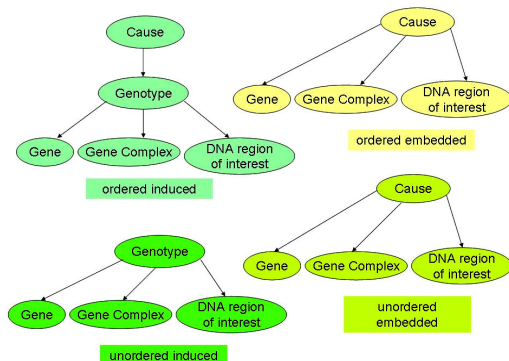 Cause
Genotype
Gene
Gene Complex
DNA region
of interest
ordered induced
Cause
Gene
Gene Complex
DNA region
of interest
ordered embedded
Genotype
Gene
Gene Complex
DNA region
of interest
unordered induced
Cause
Gene
Gene Complex
DNA region
of interest
unordered
embedded